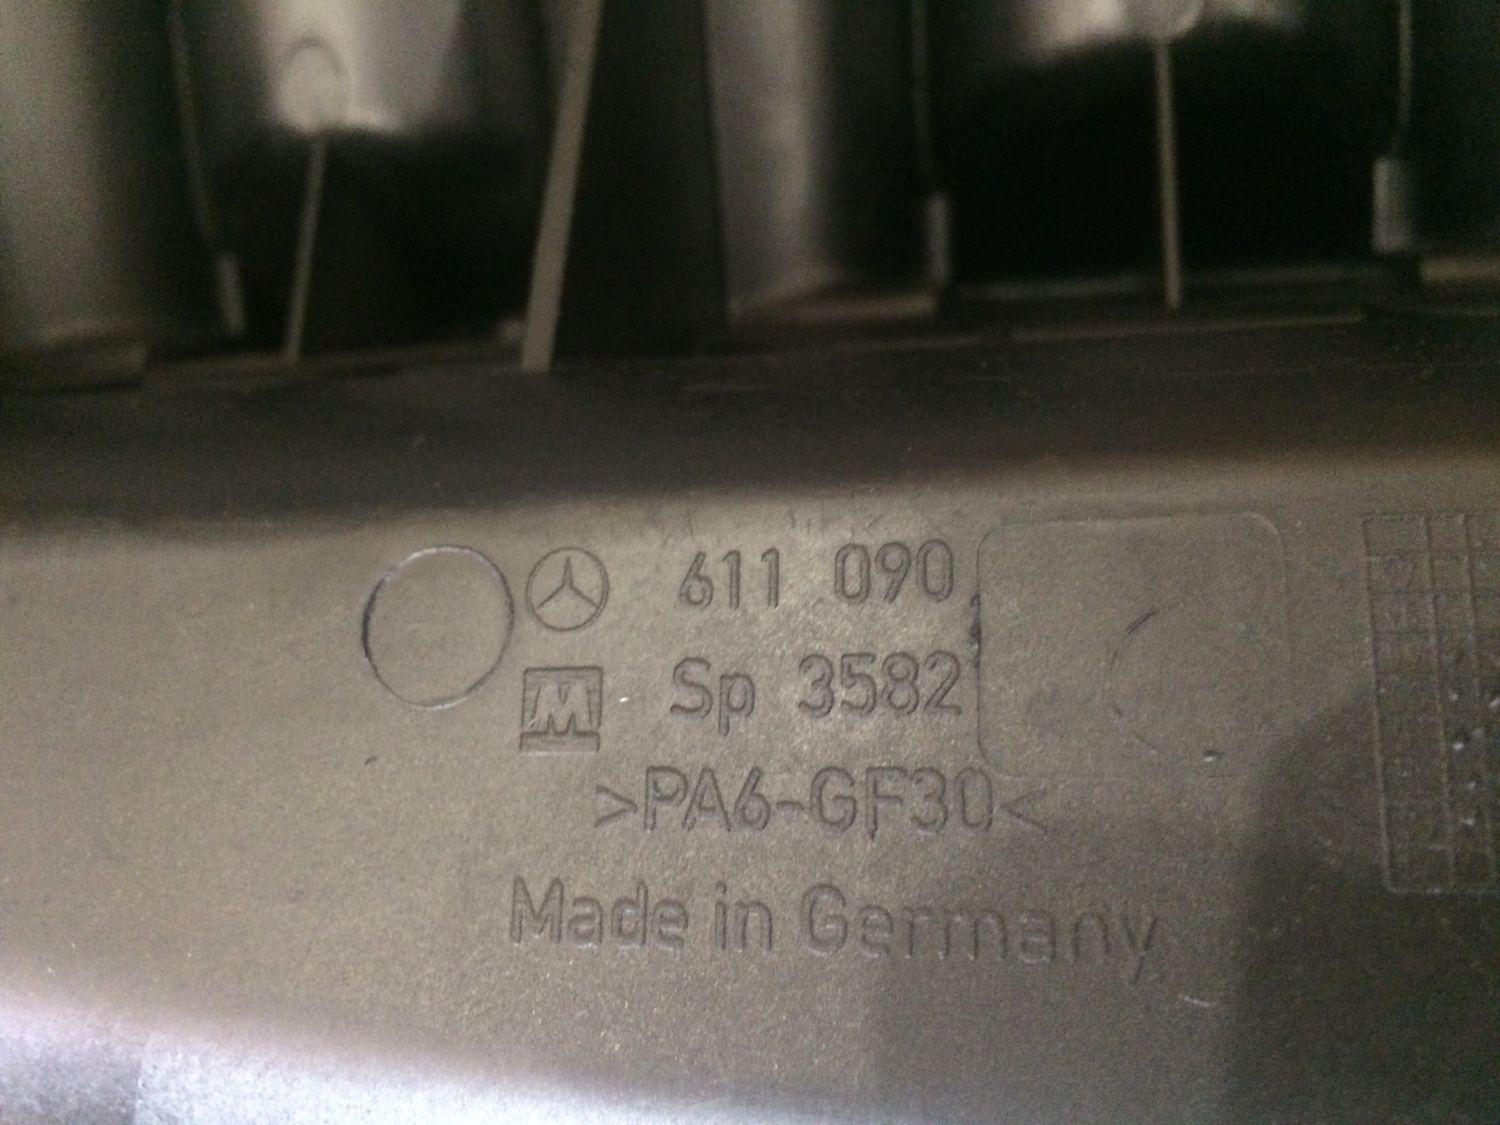 611 090
M
Sp 3582
>PA6-GF30<
Made in Germany